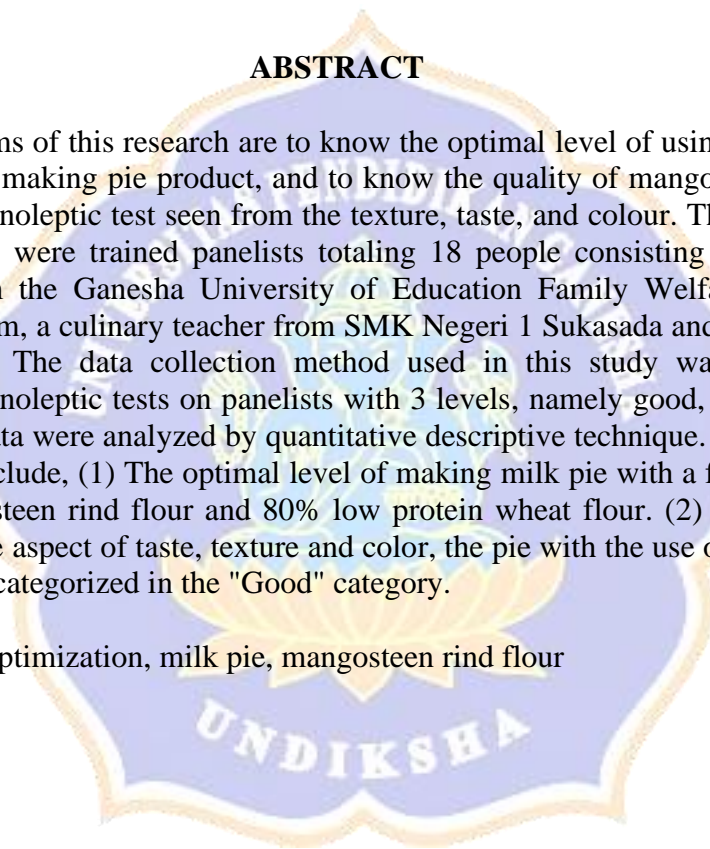 ABSTRACT
ms of this research are to know the optimal level of usin
making pie product, and to know the quality of mango
noleptic test seen from the texture, taste, and colour. Th
were trained panelists totaling 18 people consisting
the Ganesha University of Education Family Welfa
m, a culinary teacher from SMK Negeri 1 Sukasada and
The data collection method used in this study wa
noleptic tests on panelists with 3 levels, namely good,
ta were analyzed by quantitative descriptive technique.
clude, (1) The optimal level of making milk pie with a f
steen rind flour and 80% low protein wheat flour. (2)
e aspect of taste, texture and color, the pie with the use o
categorized in the "Good" category.
ptimization, milk pie, mangosteen rind flour
UNIVERSITAS PENDIDIKAN GANESHA
UNDIKSHA